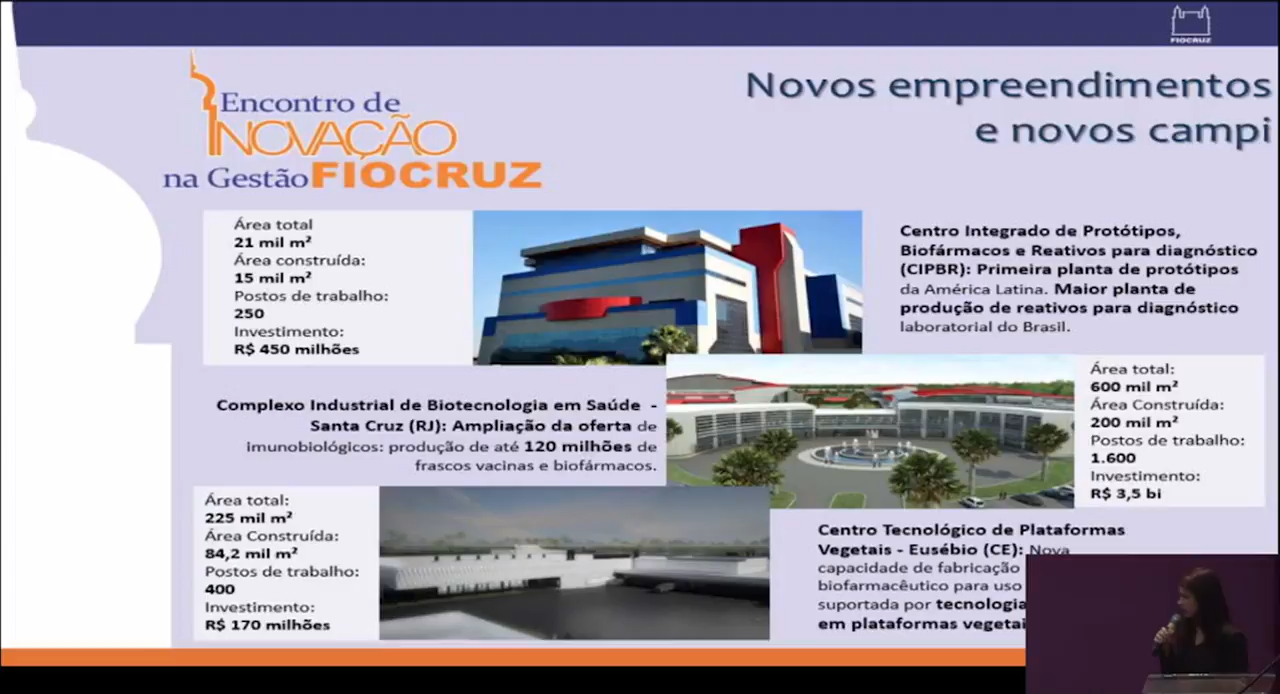 FIOCRUZ
Encontro de
INOVAÇÃO
na Gestão FIOCRUZ
Novos empreendimentos
e novos campi
Área total
21 mil m²
Área construída:
15 mil m²
Postos de trabalho:
250
Investimento:
R$ 450 milhões
Centro Integrado de Protótipos,
Biofármacos e Reativos para diagnóstico
(CIPBR): Primeira planta de protótipos
da América Latina. Maior planta de
produção de reativos para diagnóstico
laboratorial do Brasil.
Complexo Industrial de Biotecnologia em Saúde -
Santa Cruz (RJ): Ampliação da oferta de
imunobiológicos: produção de até 120 milhões de
frascos vacinas e biofármacos.
Área total:
600 mil m²
Área Construída:
200 mil m²
Postos de trabalho:
1.600
Investimento:
R$ 3,5 bi
Área total:
225 mil m²
Área Construída:
84,2 mil m²
Postos de trabalho:
400
Investimento:
R$ 170 milhões
Centro Tecnológico de Plataformas
Vegetais - Eusébio (CE): Nova
capacidade de fabricação
biofarmacêutico para uso
suportada por tecnologia
em plataformas vegetai